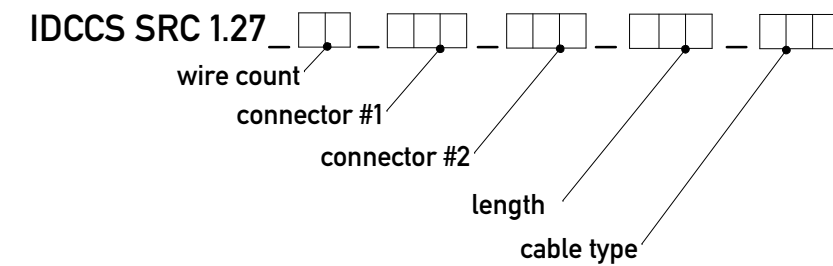 IDCCS SRC 1.27_ _ _ _ _
wire count
connector #1
connector #2
length
cable type